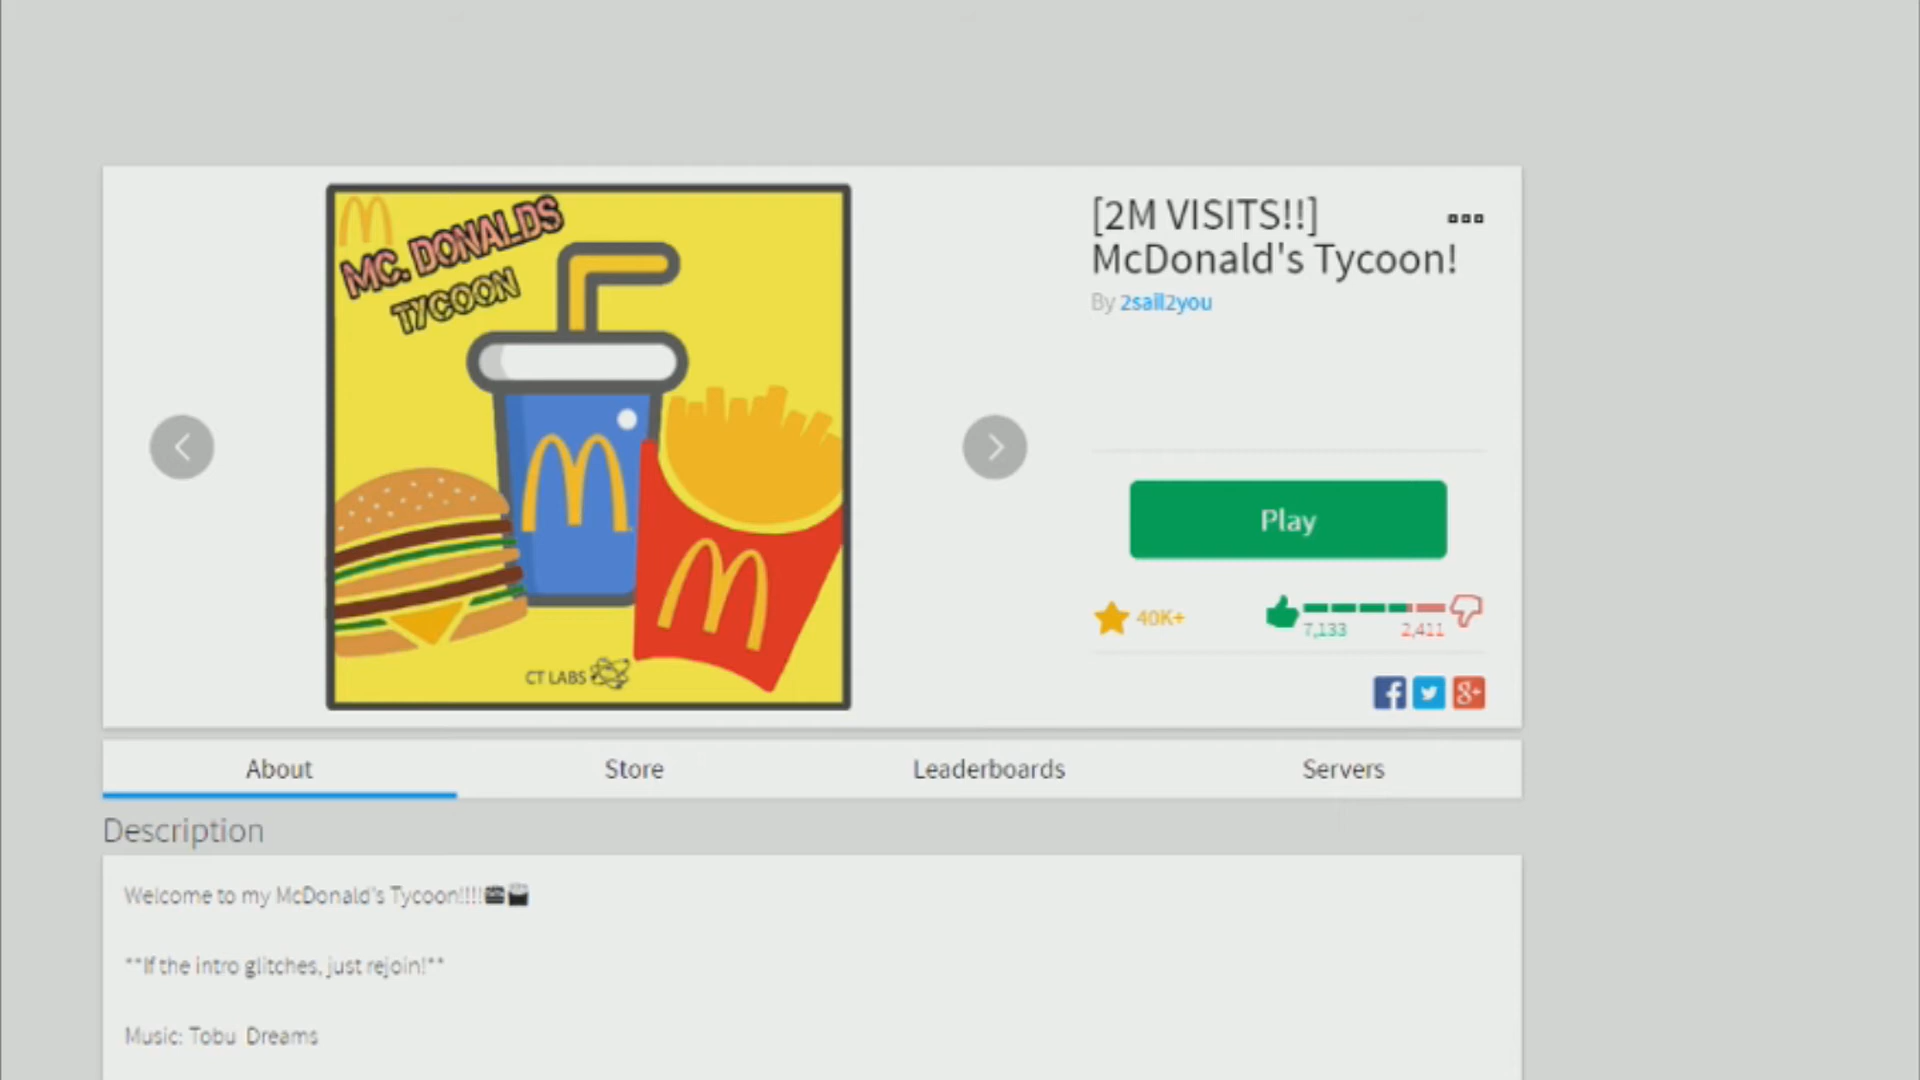 MC. DONALDS
TYCOON
CT LABS
[2M VISITS!!]
McDonald's Tycoon!
By 2sail2you
Play
40K+
7,133
2,411
About
Store
Leaderboards
Servers
Description
Welcome to my McDonald's Tycoon!!!!
**If the intro glitches, just rejoin!**
Music: Tobu Dreams